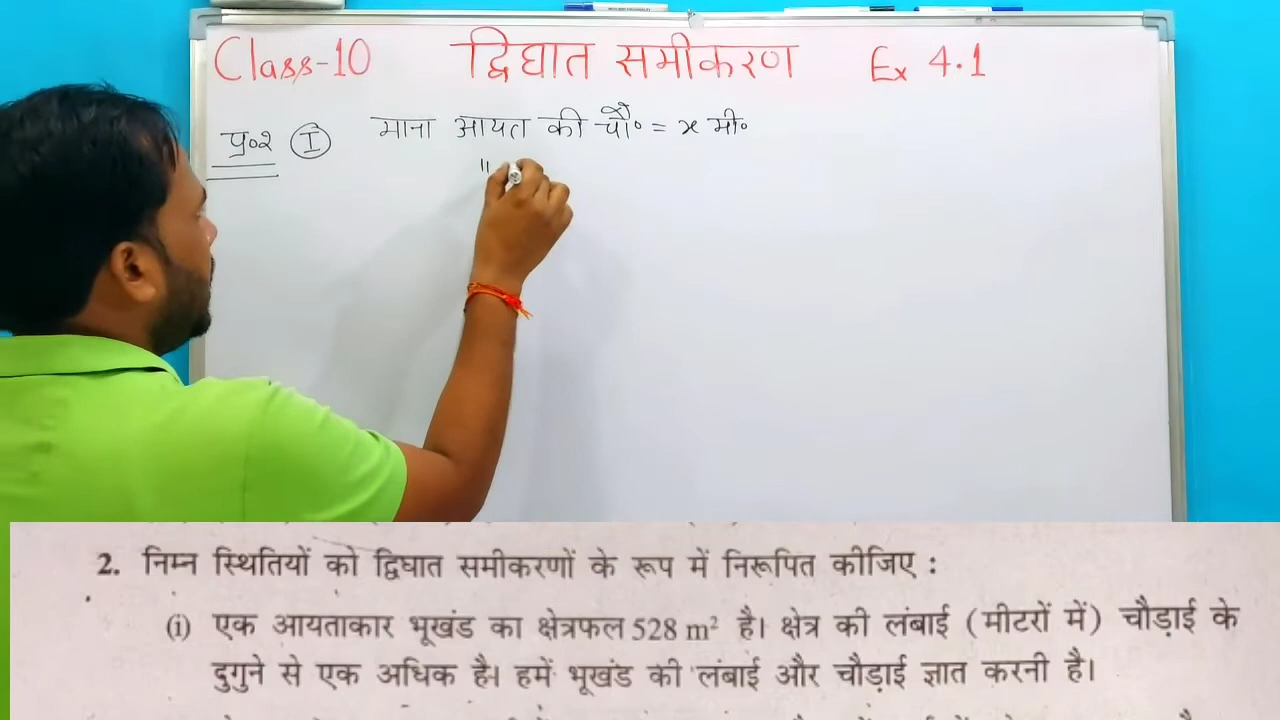 Class-10 द्विघात समीकरण Ex 4.1
प्र०२ (I) माना आयत की चौ० = x मी०
"
2. निम्न स्थितियों को द्विघात समीकरणों के रूप में निरूपित कीजिए :
(i) एक आयताकार भूखंड का क्षेत्रफल 528 m² है। क्षेत्र की लंबाई (मीटरों में) चौड़ाई के
दुगुने से एक अधिक है। हमें भूखंड की लंबाई और चौड़ाई ज्ञात करनी है।